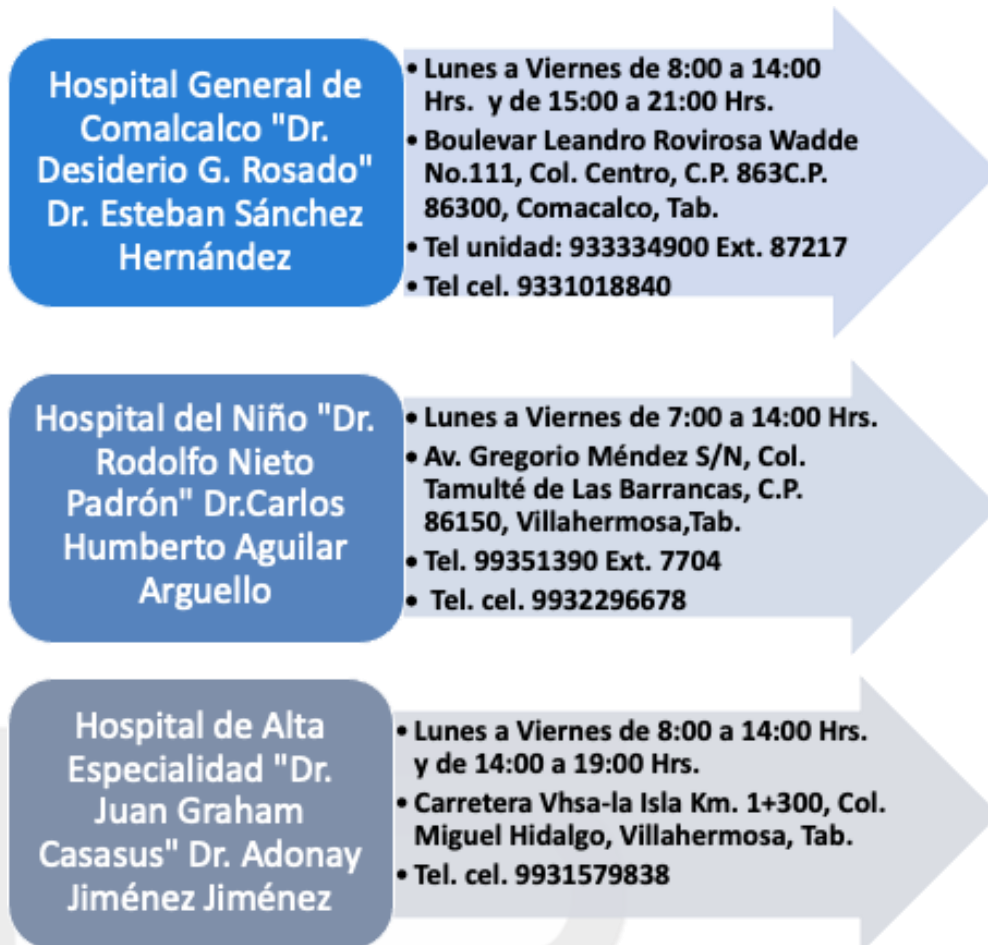 Hospital General de
Comalcalco "Dr.
Desiderio G. Rosado"
Dr. Esteban Sánchez
Hernández
• Lunes a Viernes de 8:00 a 14:00
Hrs. y de 15:00 a 21:00 Hrs.
• Boulevar Leandro Rovirosa Wadde
No.111, Col. Centro, C.P. 863C.P.
86300, Comacalco, Tab.
• Tel unidad: 933334900 Ext. 87217
• Tel cel. 9331018840
Hospital del Niño "Dr.
Rodolfo Nieto
Padrón" Dr.Carlos
Humberto Aguilar
Arguello
• Lunes a Viernes de 7:00 a 14:00 Hrs.
• Av. Gregorio Méndez S/N, Col.
Tamulté de Las Barrancas, C.P.
86150, Villahermosa,Tab.
• Tel. 99351390 Ext. 7704
• Tel. cel. 9932296678
Hospital de Alta
Especialidad "Dr.
Juan Graham
Casasus" Dr. Adonay
Jiménez Jiménez
• Lunes a Viernes de 8:00 a 14:00 Hrs.
y de 14:00 a 19:00 Hrs.
• Carretera Vhsa-la Isla Km. 1+300, Col.
Miguel Hidalgo, Villahermosa, Tab.
• Tel. cel. 9931579838